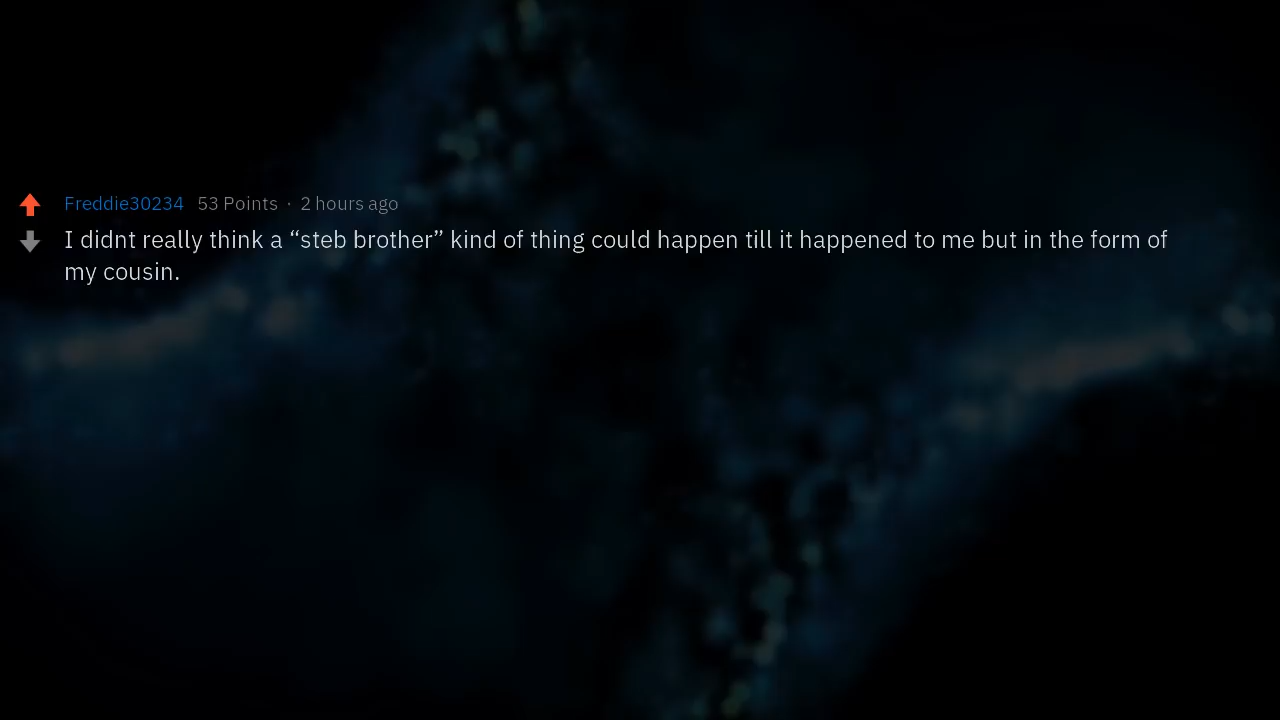 Freddie30234 53 Points · 2 hours ago
I didnt really think a “steb brother” kind of thing could happen till it happened to me but in the form of
my cousin.